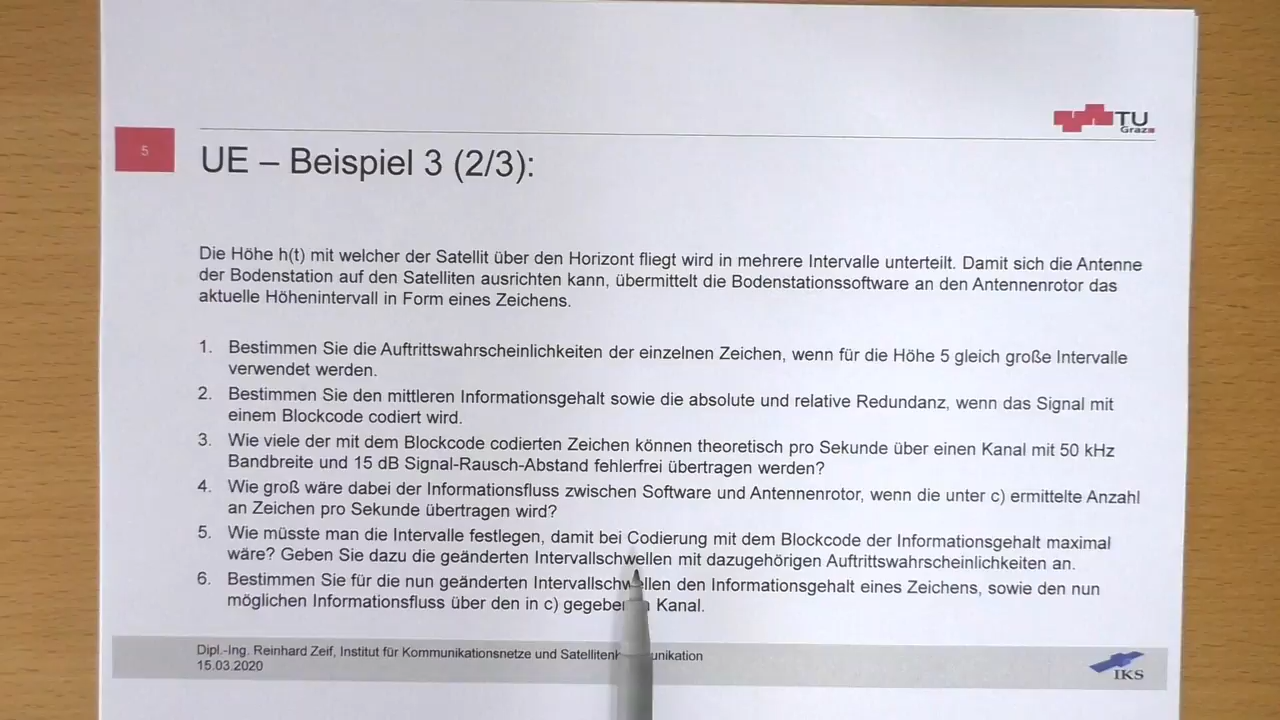 TU
Graz
5
UE – Beispiel 3 (2/3):
Die Höhe h(t) mit welcher der Satellit über den Horizont fliegt wird in mehrere Intervalle unterteilt. Damit sich die Antenne
der Bodenstation auf den Satelliten ausrichten kann, übermittelt die Bodenstationssoftware an den Antennenrotor das
aktuelle Höhenintervall in Form eines Zeichens.
1. Bestimmen Sie die Auftrittswahrscheinlichkeiten der einzelnen Zeichen, wenn für die Höhe 5 gleich große Intervalle
verwendet werden.
2. Bestimmen Sie den mittleren Informationsgehalt sowie die absolute und relative Redundanz, wenn das Signal mit
einem Blockcode codiert wird.
3. Wie viele der mit dem Blockcode codierten Zeichen können theoretisch pro Sekunde über einen Kanal mit 50 kHz
Bandbreite und 15 dB Signal-Rausch-Abstand fehlerfrei übertragen werden?
4. Wie groß wäre dabei der Informationsfluss zwischen Software und Antennenrotor, wenn die unter c) ermittelte Anzahl
an Zeichen pro Sekunde übertragen wird?
5. Wie müsste man die Intervalle festlegen, damit bei Codierung mit dem Blockcode der Informationsgehalt maximal
wäre? Geben Sie dazu die geänderten Intervallschwellen mit dazugehörigen Auftrittswahrscheinlichkeiten an.
6. Bestimmen Sie für die nun geänderten Intervallschwellen den Informationsgehalt eines Zeichens, sowie den nun
möglichen Informationsfluss über den in c) Kanal.
Dipl.-Ing. Reinhard Zeif, Institut für Kommunikationsnetze und
15.03.2020
IKS